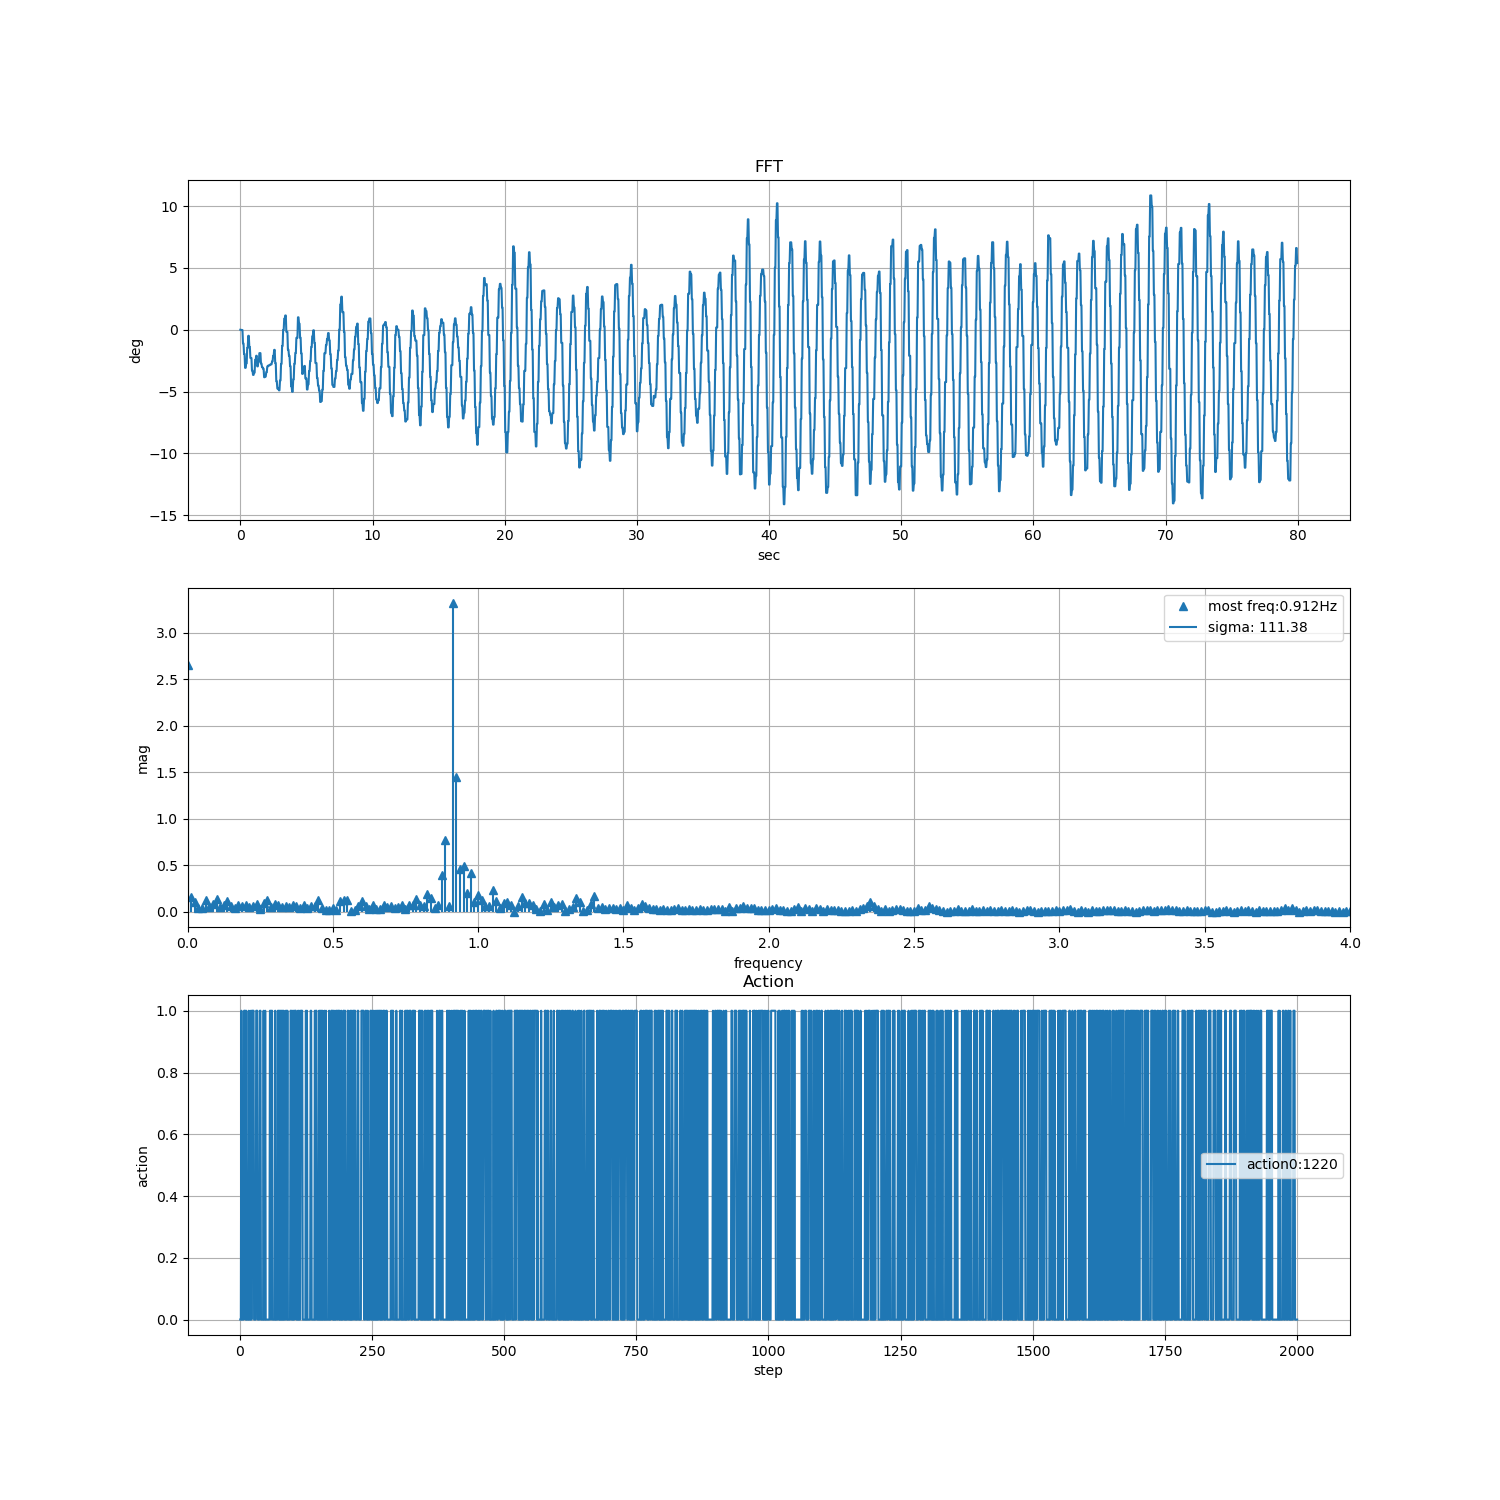 FFT
10
5
0
−5
−10
−15
deg
0 10 20 30 40 50 60 70 80
sec
3.0
2.5
2.0
1.5
1.0
0.5
0.0
mag
most freq:0.912Hz
sigma: 111.38
0.0 0.5 1.0 1.5 2.0 2.5 3.0 3.5 4.0
frequency
Action
1.0
0.8
0.6
0.4
0.2
0.0
action
action0:1220
0 250 500 750 1000 1250 1500 1750 2000
step